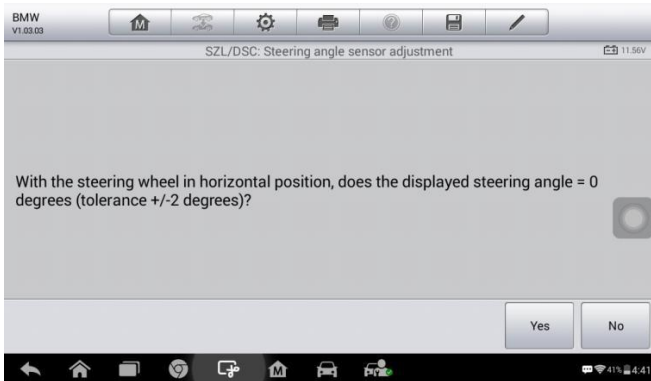 BMW
V1.03.03
M
SZL/DSC: Steering angle sensor adjustment
11.56V
With the steering wheel in horizontal position, does the displayed steering angle = 0
degrees (tolerance +/-2 degrees)?
Yes
No
M
41%
4:41